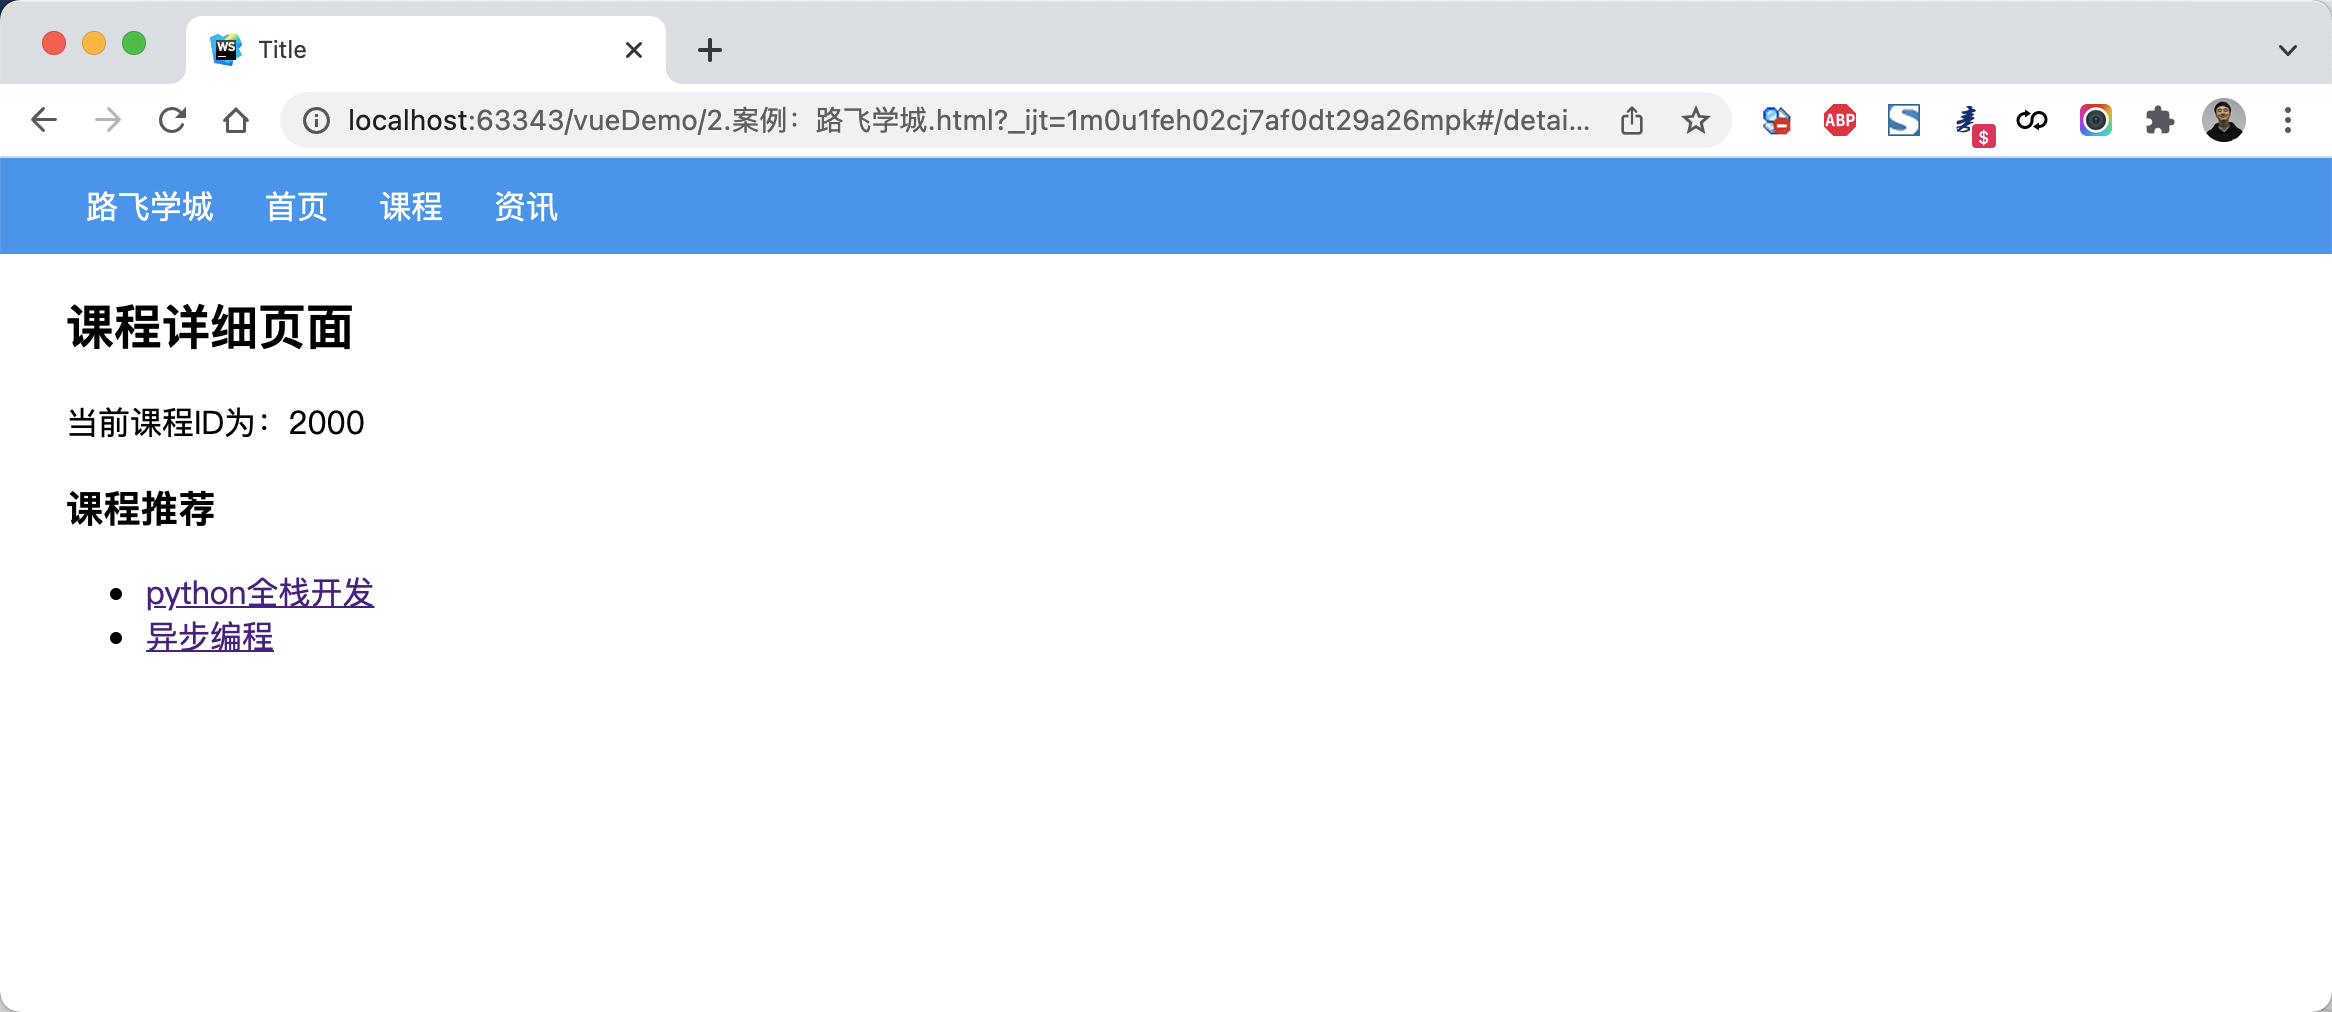 WS Title
localhost:63343/vueDemo/2.案例：路飞学城.html?_ijt=1m0u1feh02cj7af0dt29a26mpk#/detai...
ABP
$
路飞学城 首页 课程 资讯
课程详细页面
当前课程ID为：2000
课程推荐
python全栈开发
异步编程